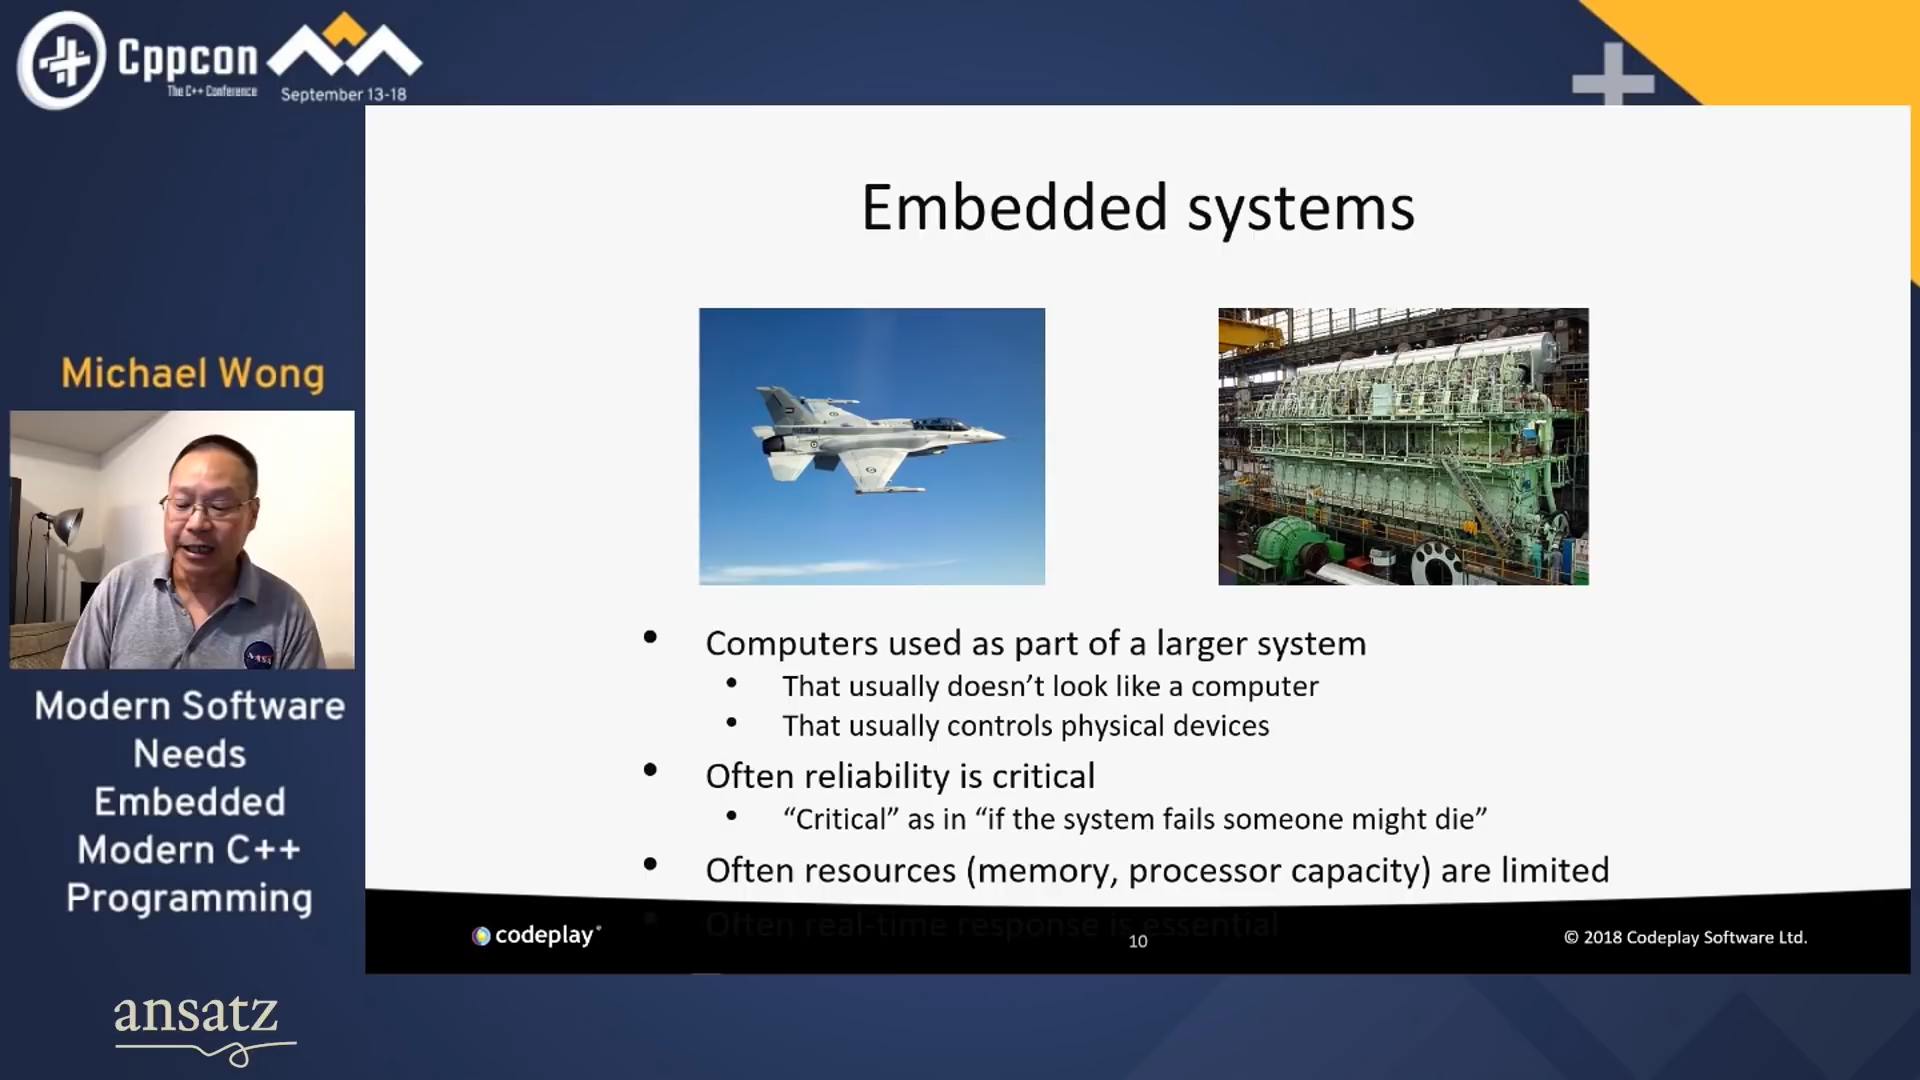 Cppcon
The C++ Conference
September 13-18
Michael Wong
NASA
Modern Software
Needs
Embedded
Modern C++
Programming
ansatz
Embedded systems
• Computers used as part of a larger system
• That usually doesn’t look like a computer
• That usually controls physical devices
• Often reliability is critical
• “Critical” as in “if the system fails someone might die”
• Often resources (memory, processor capacity) are limited
• Often real-time response is essential
codeplay®
10
© 2018 Codeplay Software Ltd.